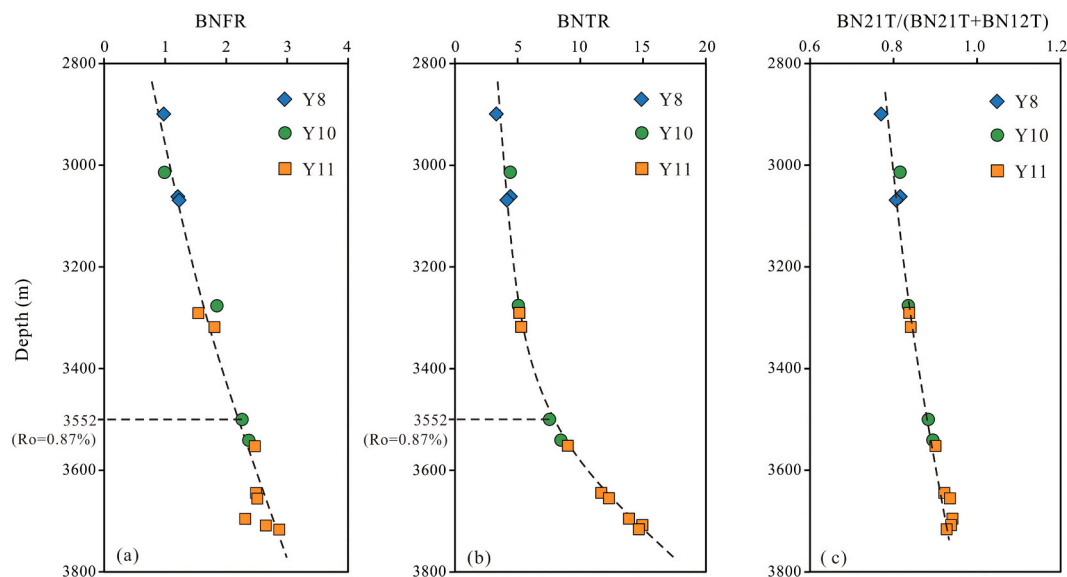 BNFR
0 1 2 3 4
2800
3000
3200
3400
3552
(Ro=0.87%)
3600
3800
Depth (m)
Y8
Y10
Y11
(a)
BNTR
0 5 10 15 20
2800
3000
3200
3400
3552
(Ro=0.87%)
3600
3800
Y8
Y10
Y11
(b)
BN21T/(BN21T+BN12T)
0.6 0.8 1.0 1.2
2800
3000
3200
3400
3600
3800
Y8
Y10
Y11
(c)